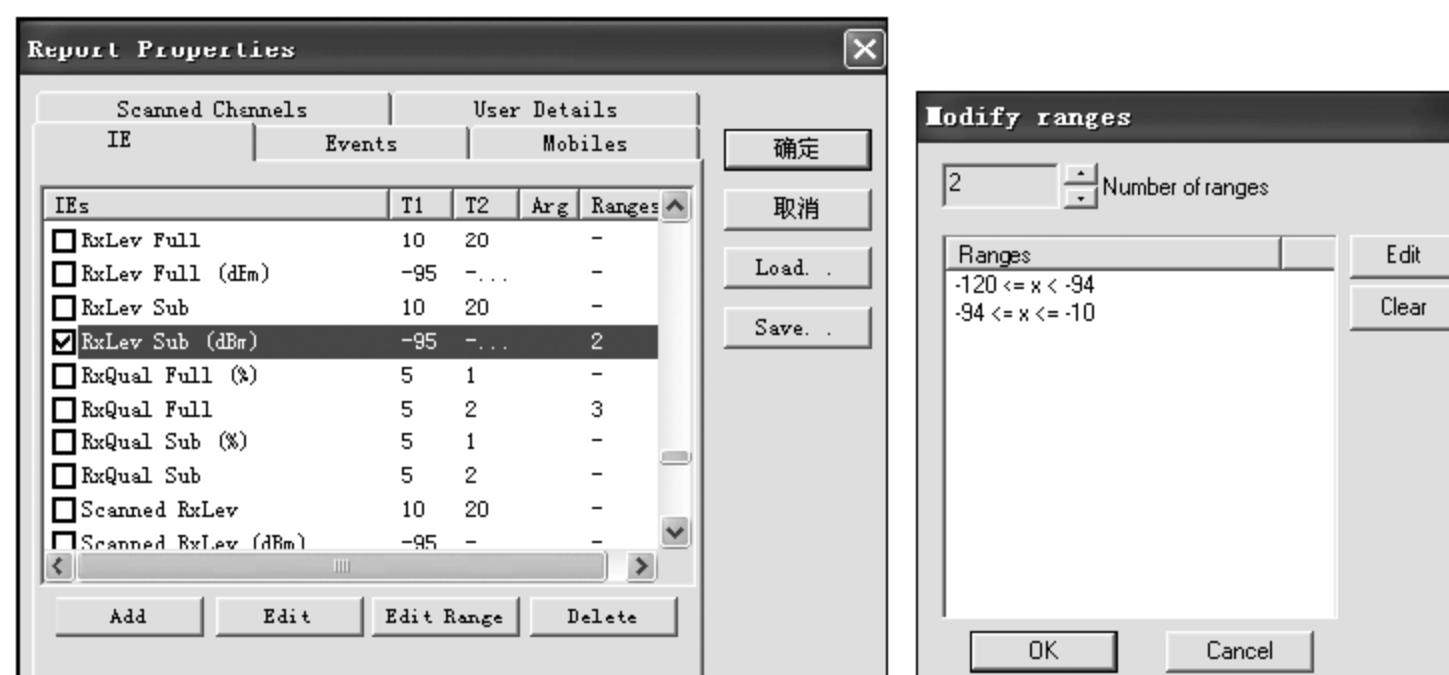 Report Properties
Scanned Channels User Details
IE Events Mobiles
IEs T1 T2 Arg Ranges
RxLev Full 10 20 -
RxLev Full (dBm) -95 -... -
RxLev Sub 10 20 -
RxLev Sub (dBm) -95 -... 2
RxQual Full (%) 5 1 -
RxQual Full 5 2 3
RxQual Sub (%) 5 1 -
RxQual Sub 5 2 -
Scanned RxLev 10 20 -
Scanned RxLev (dBm) -95 - -
Add Edit Edit Range Delete
确定
取消
Load. .
Save. .
Modify ranges
2 Number of ranges
Ranges
-120 <= x < -94
-94 <= x <= -10
Edit
Clear
OK Cancel